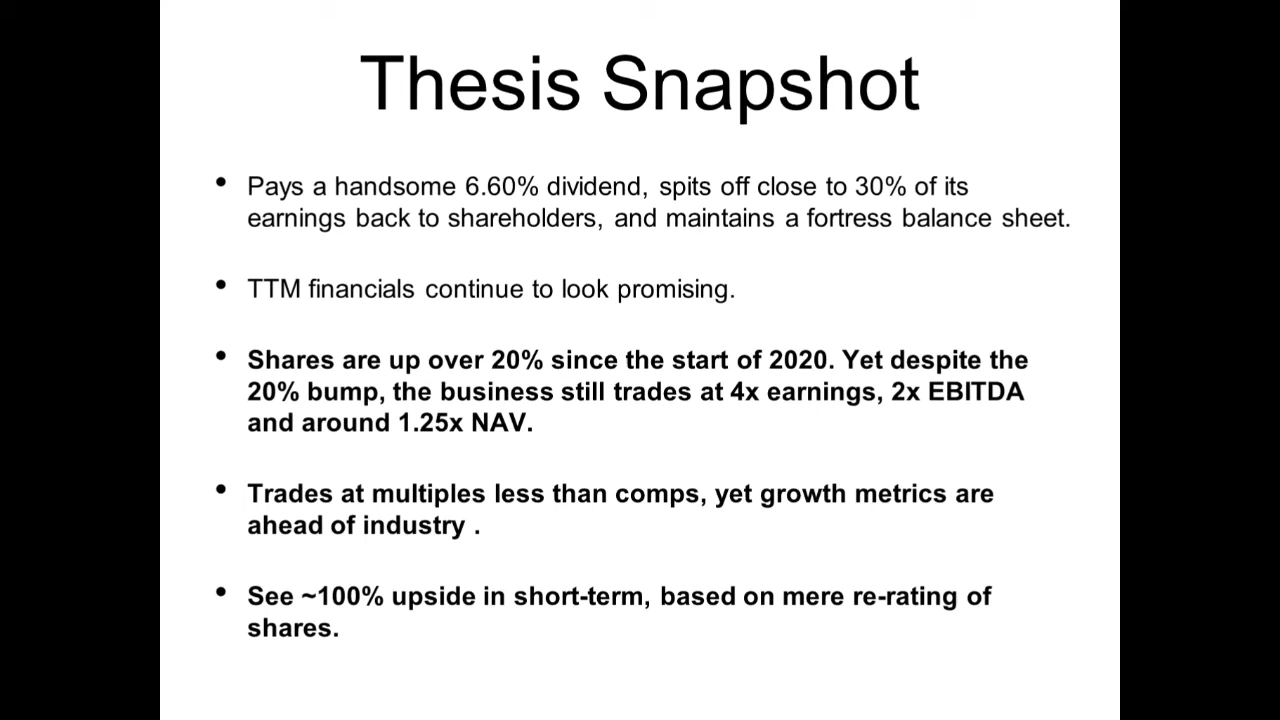 Thesis Snapshot
• Pays a handsome 6.60% dividend, spits off close to 30% of its
earnings back to shareholders, and maintains a fortress balance sheet.
• TTM financials continue to look promising.
• Shares are up over 20% since the start of 2020. Yet despite the
20% bump, the business still trades at 4x earnings, 2x EBITDA
and around 1.25x NAV.
• Trades at multiples less than comps, yet growth metrics are
ahead of industry .
• See ~100% upside in short-term, based on mere re-rating of
shares.